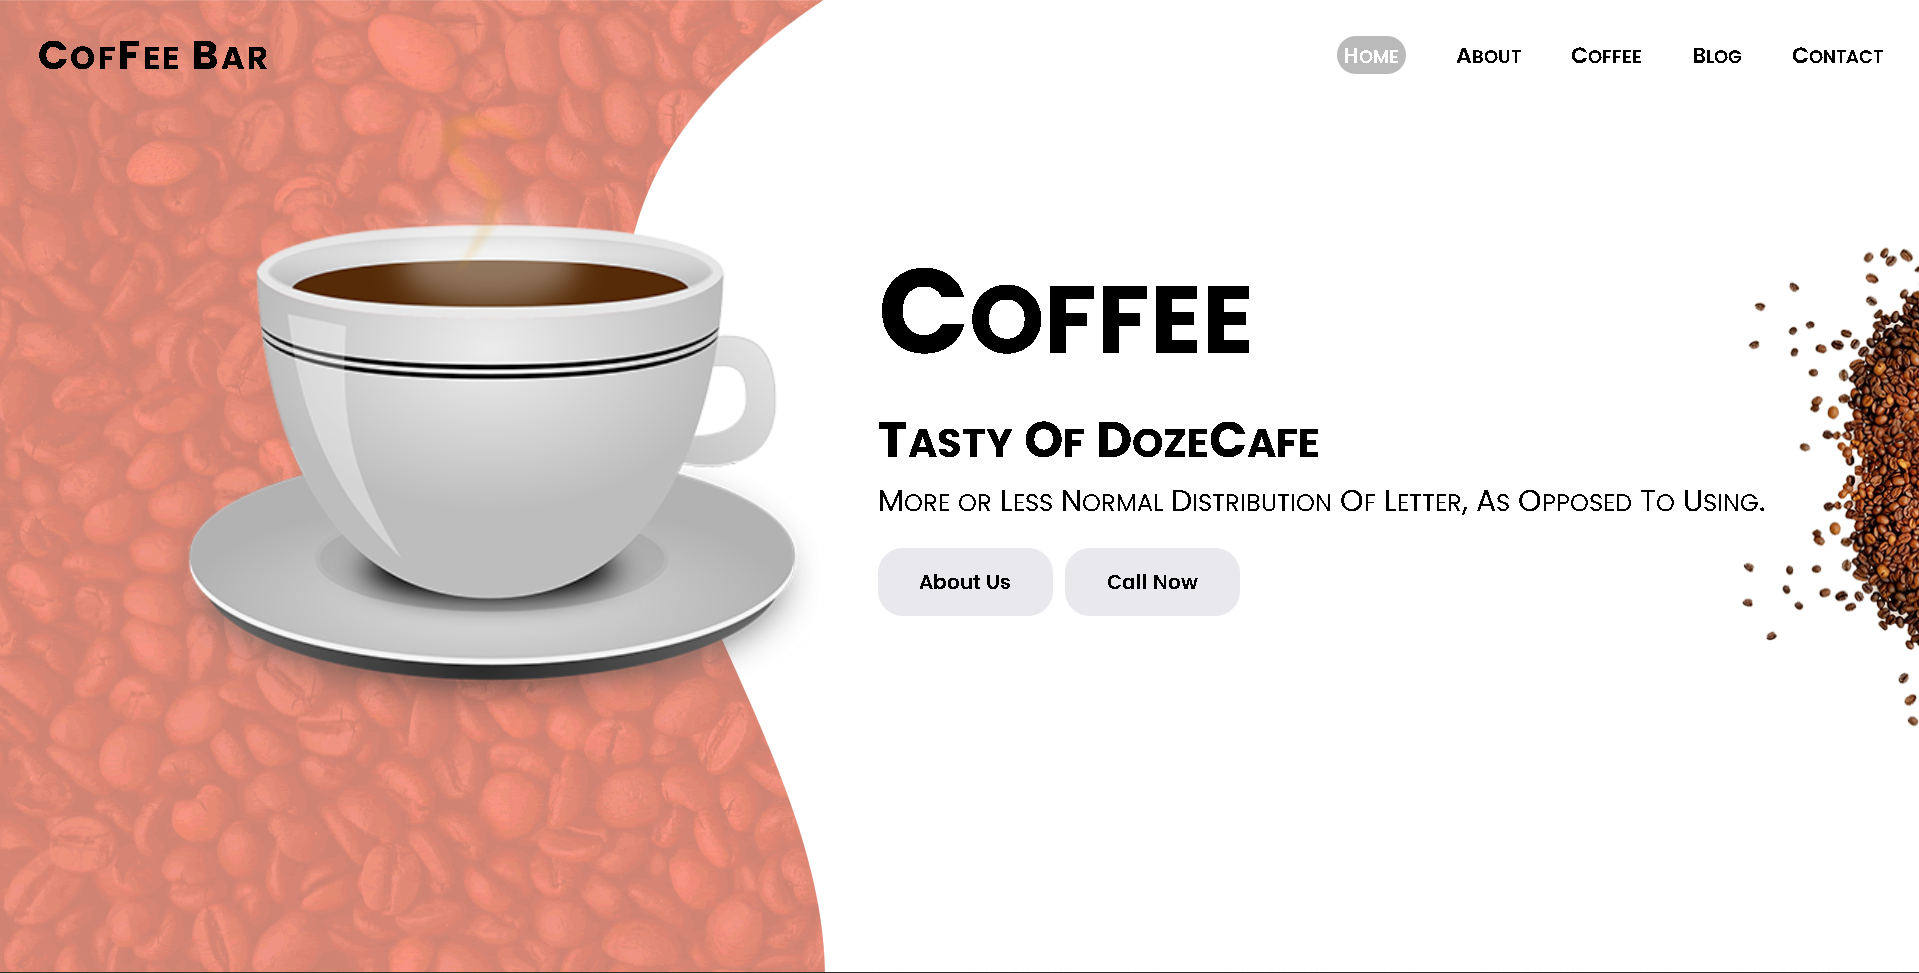 CofFee Bar
Home About Coffee Blog Contact
Coffee
Tasty Of DozeCafe
More or Less Normal Distribution Of Letter, As Opposed To Using.
About Us Call Now